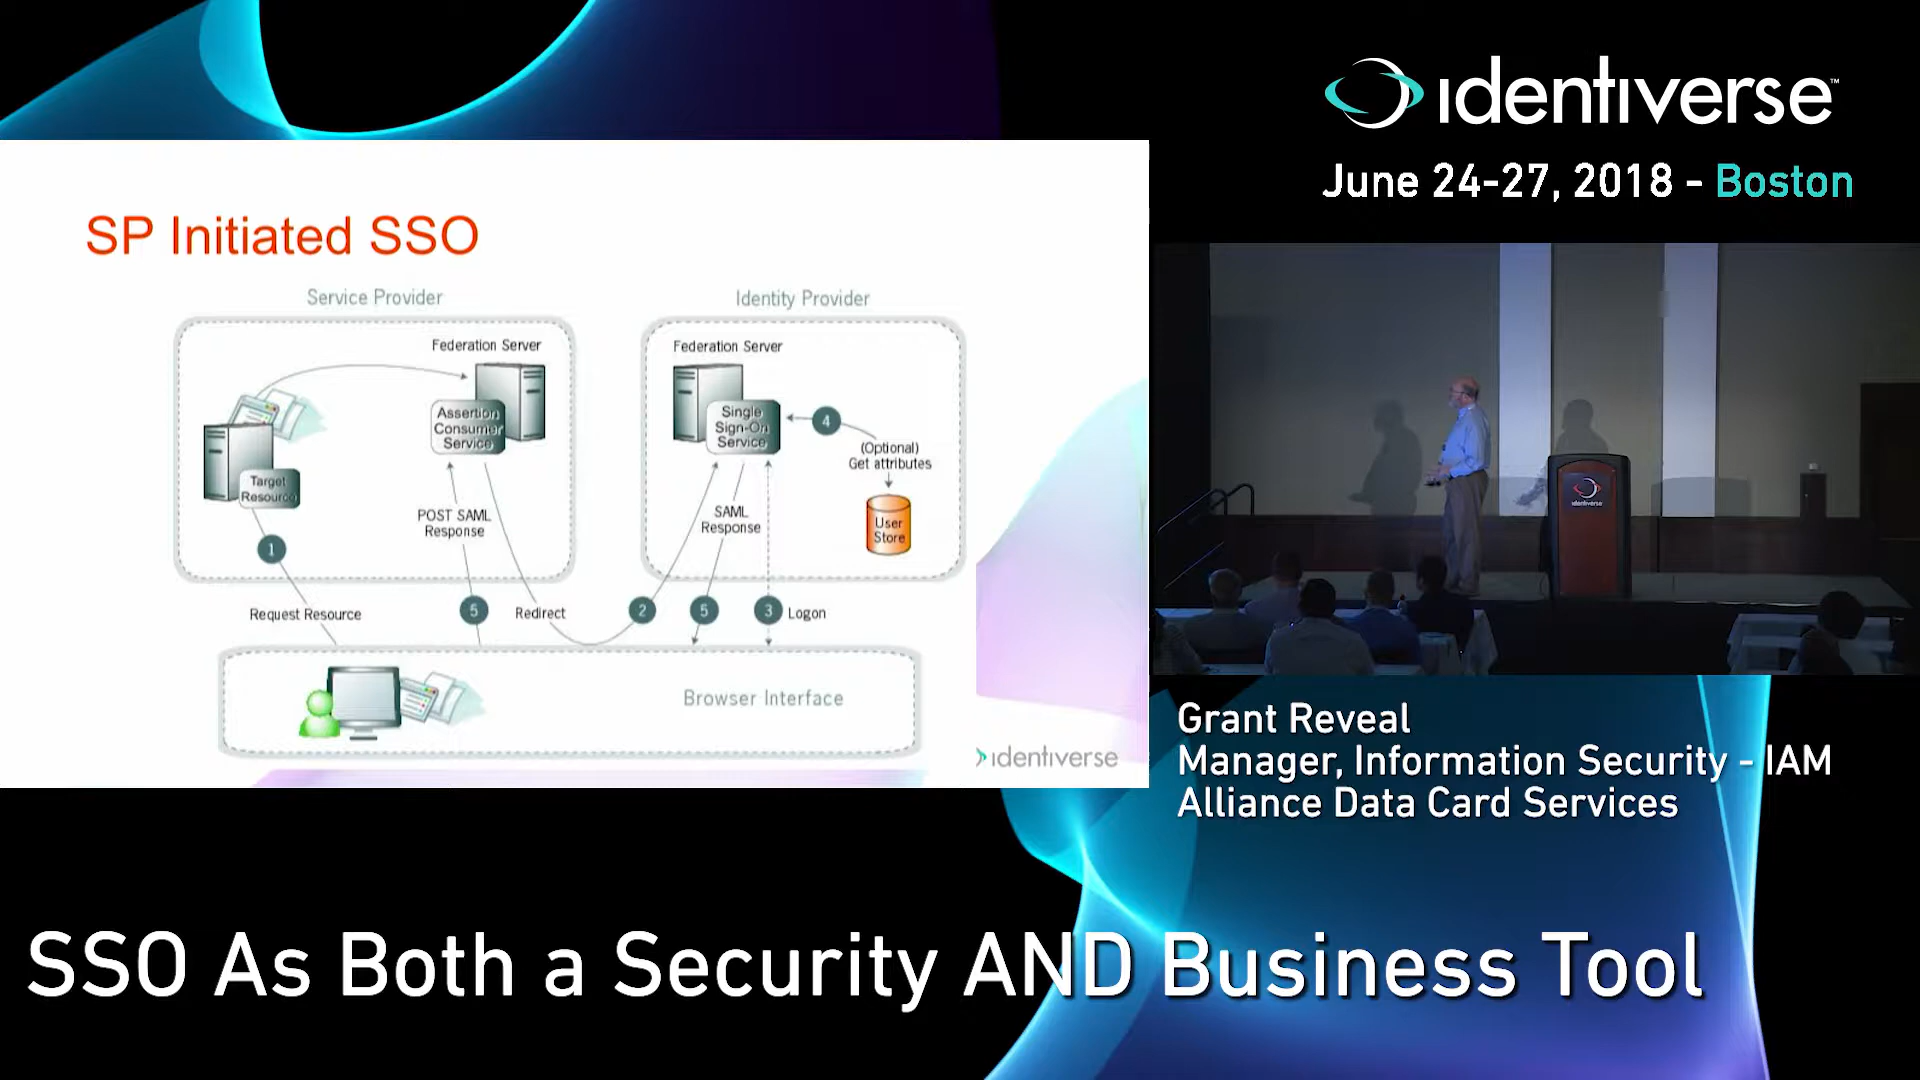 identiverse™
June 24-27, 2018 - Boston
SP Initiated SSO
Service Provider
Identity Provider
Federation Server
Federation Server
Assertion
Consumer
Service
Single
Sign-On
Service
4
(Optional)
Get attributes
Target
Resource
POST SAML
Response
SAML
Response
User
Store
1
Request Resource
5
Redirect
2
5
3
Logon
Browser Interface
identiverse
identiverse
Grant Reveal
Manager, Information Security - IAM
Alliance Data Card Services
SSO As Both a Security AND Business Tool